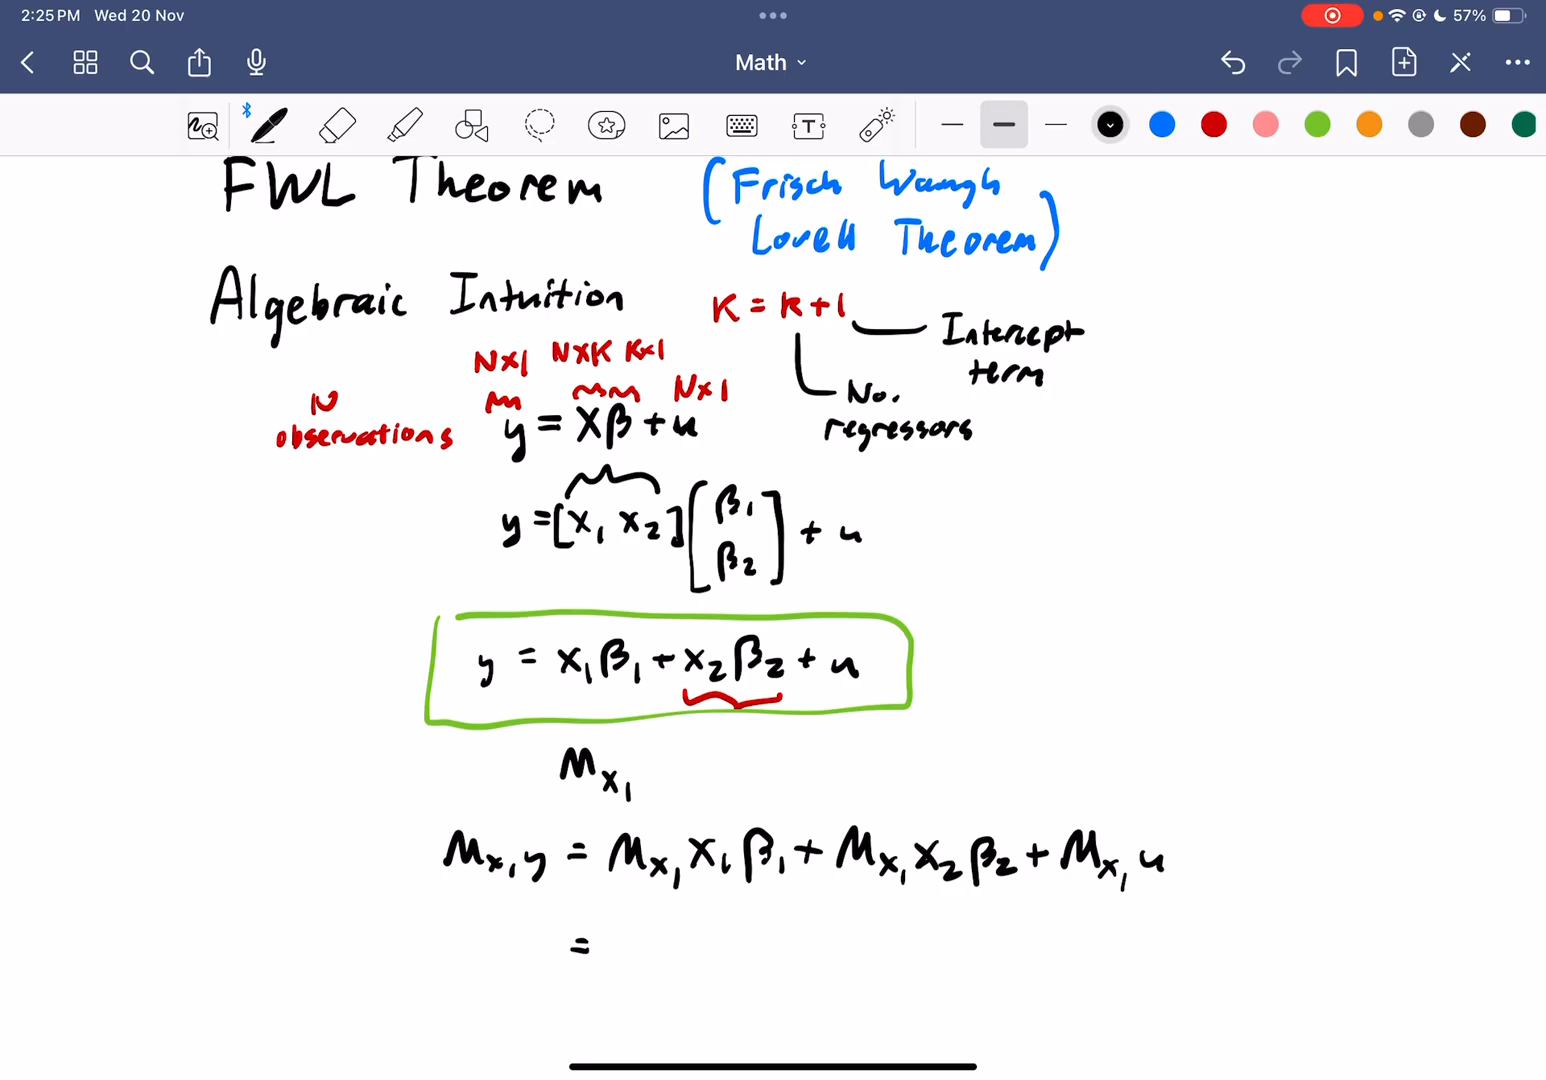 2:25 PM Wed 20 Nov
57%
Math
FWL Theorem
(Frisch Waugh
Lovell Theorem)
Algebraic Intuition
K = k + 1
Intercept
term
No.
regressors
N×1 N×K K×1
N×1
N
observations
y = Xβ + u
y = [x₁ x₂] [β₁ β₂] + u
y = x₁β₁ + x₂β₂ + u
Mx₁
Mx₁y = Mx₁x₁β₁ + Mx₁x₂β₂ + Mx₁u
=